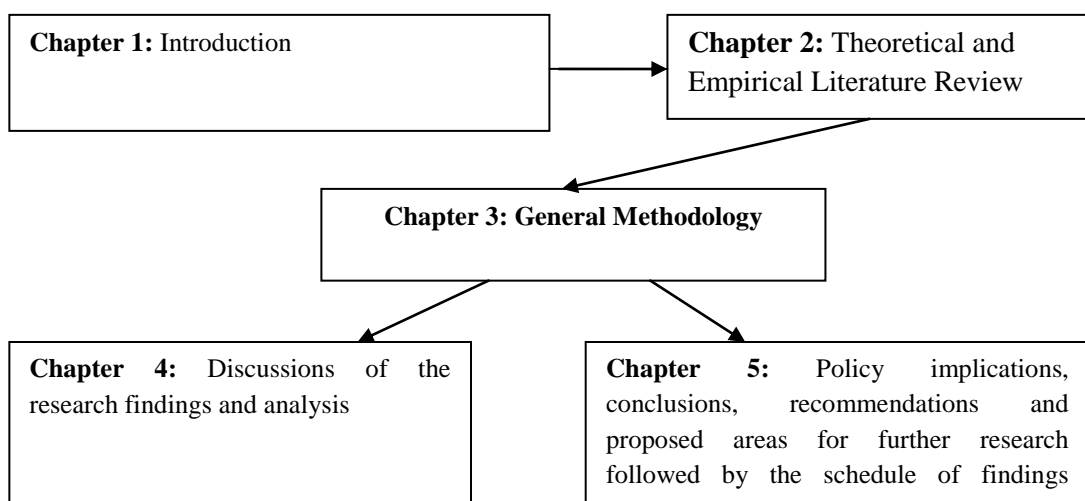 Chapter 1: Introduction
Chapter 2: Theoretical and
Empirical Literature Review
Chapter 3: General Methodology
Chapter 4: Discussions of the
research findings and analysis
Chapter 5: Policy implications,
conclusions, recommendations and
proposed areas for further research
followed by the schedule of findings